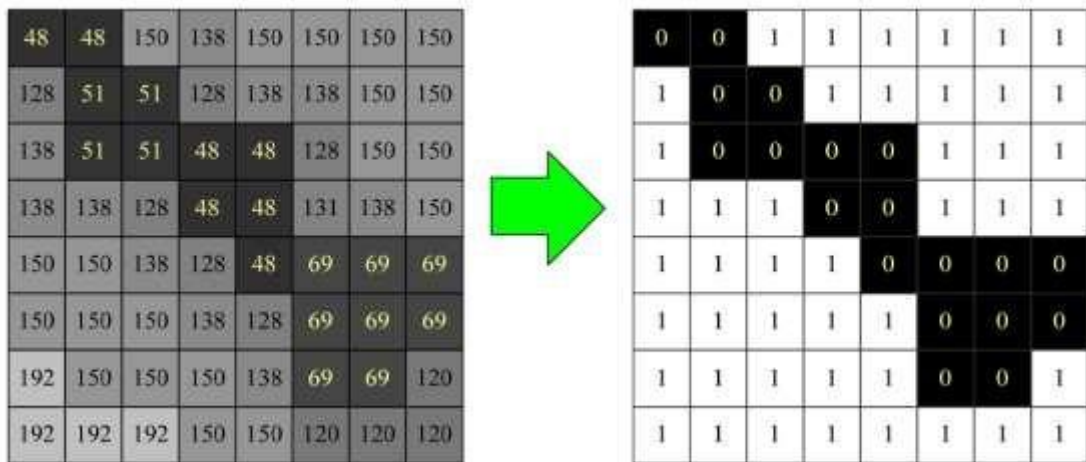 48 48 150 138 150 150 150 150
128 51 51 128 138 138 150 150
138 51 51 48 48 128 150 150
138 138 128 48 48 131 138 150
150 150 138 128 48 69 69 69
150 150 150 138 128 69 69 69
192 150 150 150 138 69 69 120
192 192 192 150 150 120 120 120
0 0 1 1 1 1 1 1
1 0 0 1 1 1 1 1
1 0 0 0 0 1 1 1
1 1 1 0 0 1 1 1
1 1 1 1 0 0 0 0
1 1 1 1 1 0 0 0
1 1 1 1 1 0 0 1
1 1 1 1 1 1 1 1